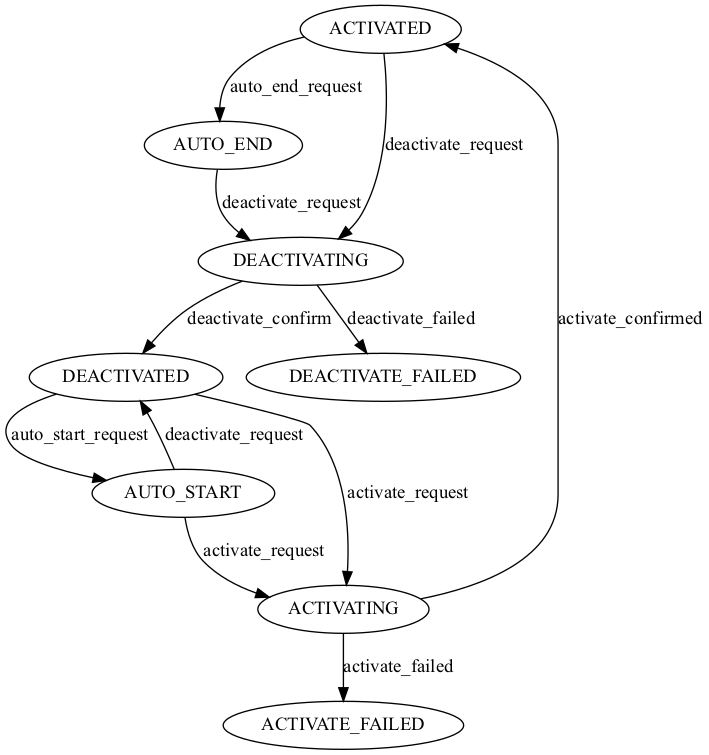 ACTIVATED
auto_end_request
AUTO_END
deactivate_request
deactivate_request
DEACTIVATING
deactivate_confirm
deactivate_failed
activate_confirmed
DEACTIVATED
DEACTIVATE_FAILED
auto_start_request
deactivate_request
AUTO_START
activate_request
activate_request
ACTIVATING
activate_failed
ACTIVATE_FAILED